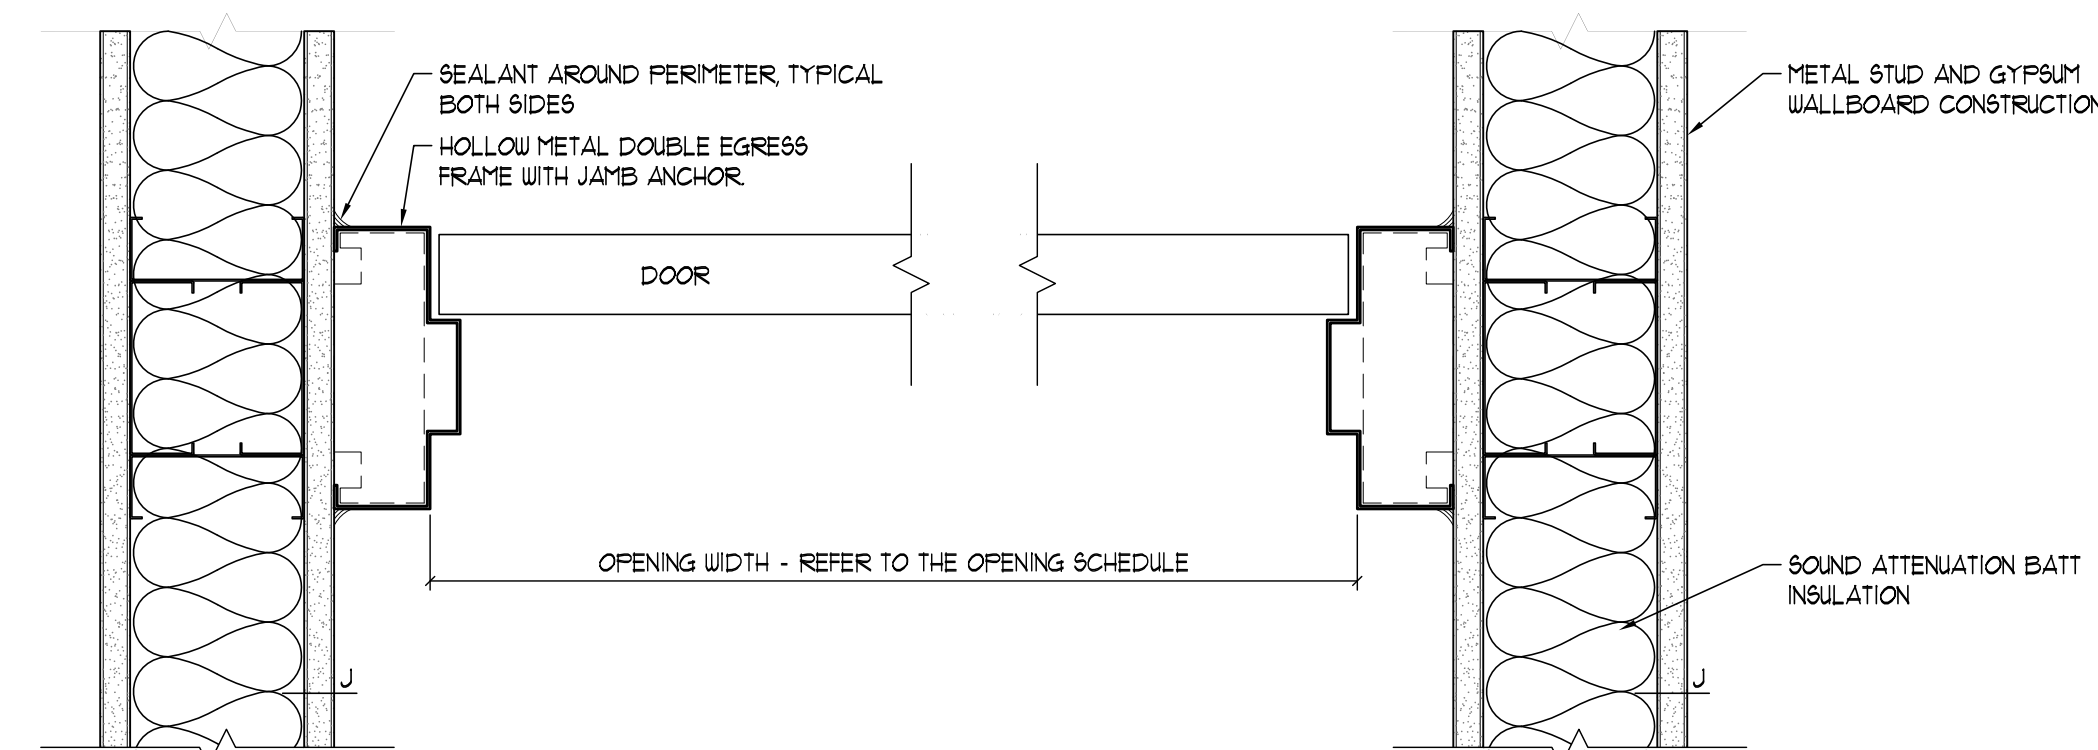 SEALANT AROUND PERIMETER, TYPICAL
BOTH SIDES
HOLLOW METAL DOUBLE EGRESS
FRAME WITH JAMB ANCHOR.
METAL STUD AND GYPSUM
WALLBOARD CONSTRUCTION
DOOR
OPENING WIDTH - REFER TO THE OPENING SCHEDULE
SOUND ATTENUATION BATT
INSULATION
J
J